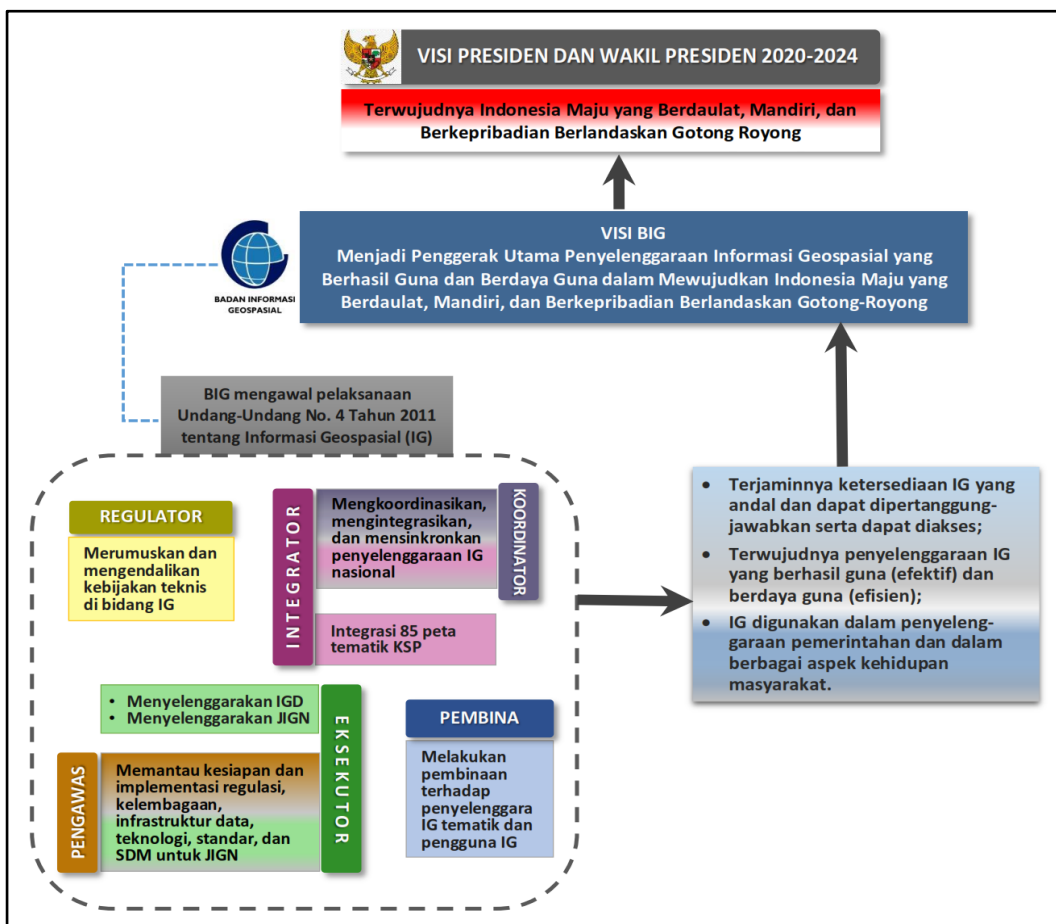 VISI PRESIDEN DAN WAKIL PRESIDEN 2020-2024
Terwujudnya Indonesia Maju yang Berdaulat, Mandiri, dan
Berkepribadian Berlandaskan Gotong Royong
VISI BIG
Menjadi Penggerak Utama Penyelenggaraan Informasi Geospasial yang
Berhasil Guna dan Berdaya Guna dalam Mewujudkan Indonesia Maju yang
Berdaulat, Mandiri, dan Berkepribadian Berlandaskan Gotong-Royong
BADAN INFORMASI
GEOSPASIAL
BIG mengawal pelaksanaan
Undang-Undang No. 4 Tahun 2011
tentang Informasi Geospasial (IG)
REGULATOR
Merumuskan dan
mengendalikan
kebijakan teknis
di bidang IG
INTEGRATOR
Mengkoordinasikan,
mengintegrasikan,
dan mensinkronkan
penyelenggaraan IG
nasional
KOORDINATOR
Integrasi 85 peta
tematik KSP
• Menyelenggarakan IGD
• Menyelenggarakan JIGN
EKSEKUTOR
PENGAWAS
Memantau kesiapan dan
implementasi regulasi,
kelembagaan,
infrastruktur data,
teknologi, standar, dan
SDM untuk JIGN
PEMBINA
Melakukan
pembinaan
terhadap
penyelenggara
IG tematik dan
pengguna IG
• Terjaminnya ketersediaan IG yang
andal dan dapat dipertanggung-
jawabkan serta dapat diakses;
• Terwujudnya penyelenggaraan IG
yang berhasil guna (efektif) dan
berdaya guna (efisien);
• IG digunakan dalam penyeleng-
garaan pemerintahan dan dalam
berbagai aspek kehidupan
masyarakat.